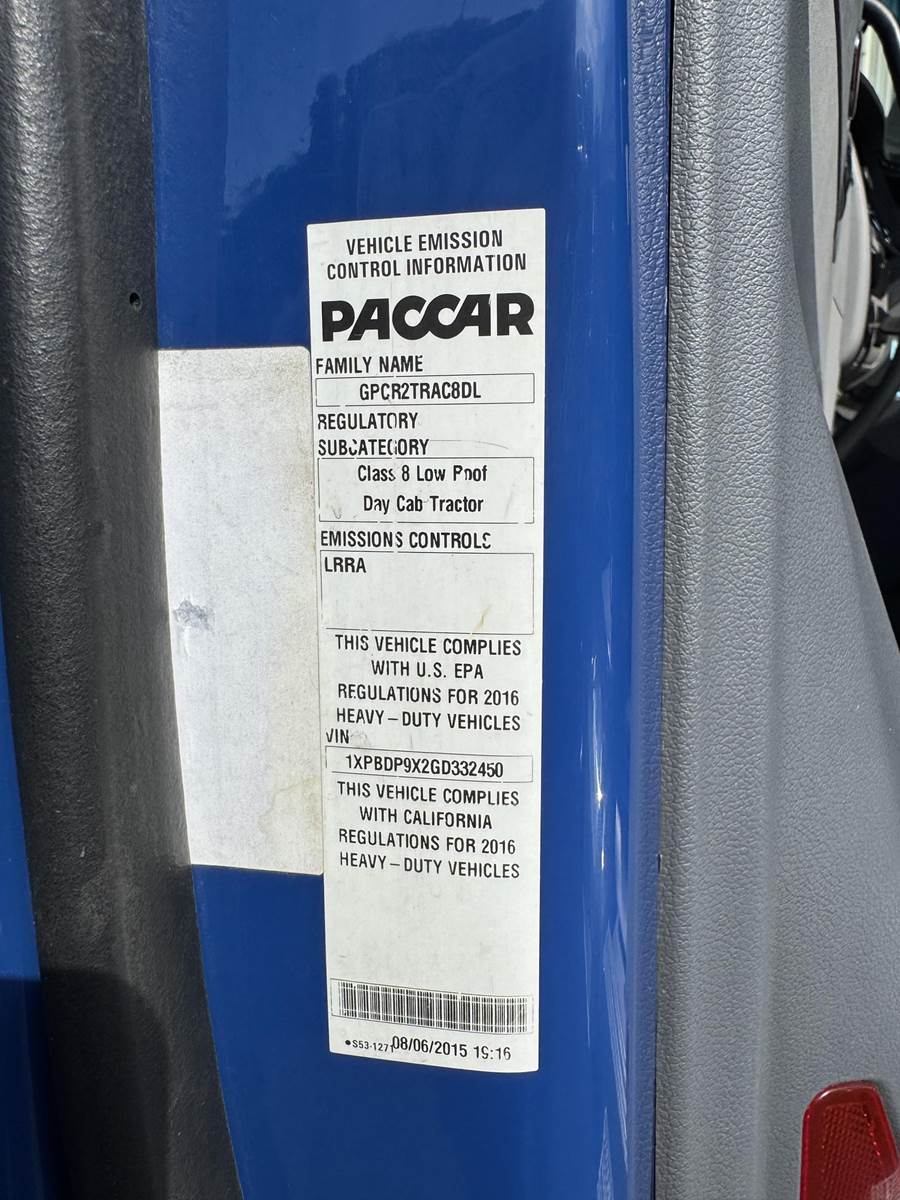 VEHICLE EMISSION
CONTROL INFORMATION
PACCAR
FAMILY NAME
GPCR2TRAC8DL
REGULATORY
SUBCATEGORY
Class 8 Low Roof
Day Cab Tractor
EMISSIONS CONTROLS
LRRA
THIS VEHICLE COMPLIES
WITH U.S. EPA
REGULATIONS FOR 2016
HEAVY-DUTY VEHICLES
VIN
1XPBDP9X2GD332450
THIS VEHICLE COMPLIES
WITH CALIFORNIA
REGULATIONS FOR 2016
HEAVY-DUTY VEHICLES
•S53-1271 08/06/2015 19:16